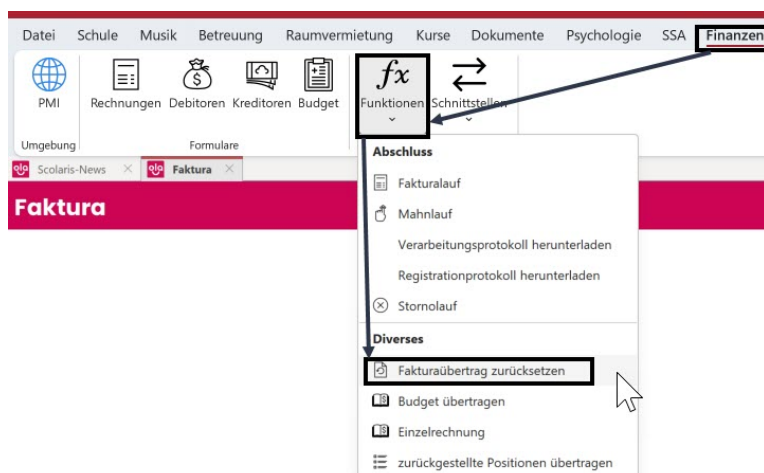 Datei Schule Musik Betreuung Raumvermietung Kurse Dokumente Psychologie SSA Finanzen
PMI Rechnungen Debitoren Kreditoren Budget Funktionen Schnittstellen
Umgebung Formulare
Scolaris-News Faktura
Faktura
Abschluss
Fakturalauf
Mahnlauf
Verarbeitungsprotokoll herunterladen
Registrationprotokoll herunterladen
Stornolauf
Diverses
Fakturaübertrag zurücksetzen
Budget übertragen
Einzelrechnung
zurückgestellte Positionen übertragen